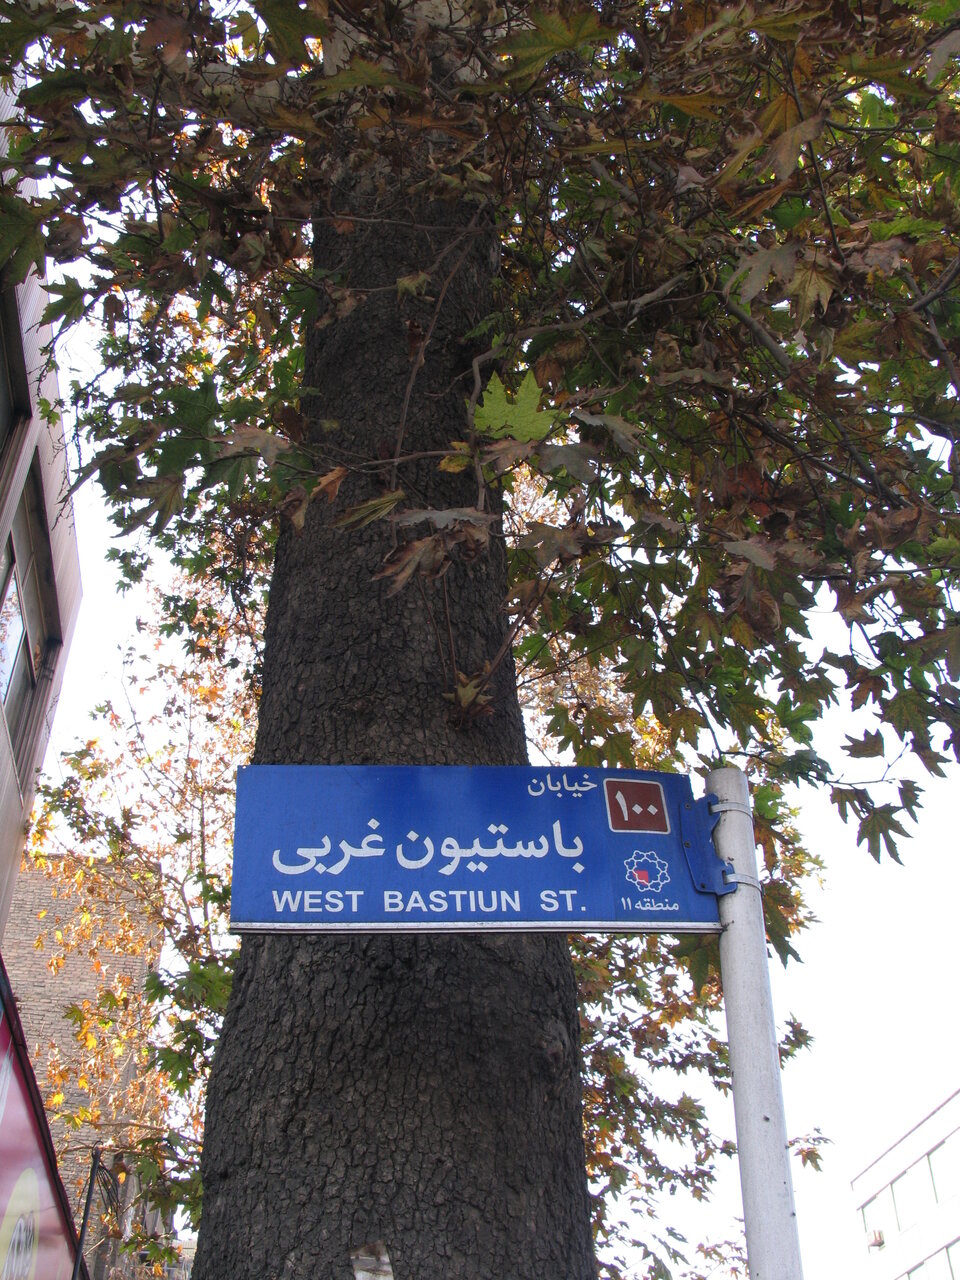 خیابان
۱۰۰
باستیون غربی
WEST BASTIUN ST.
منطقه ۱۱